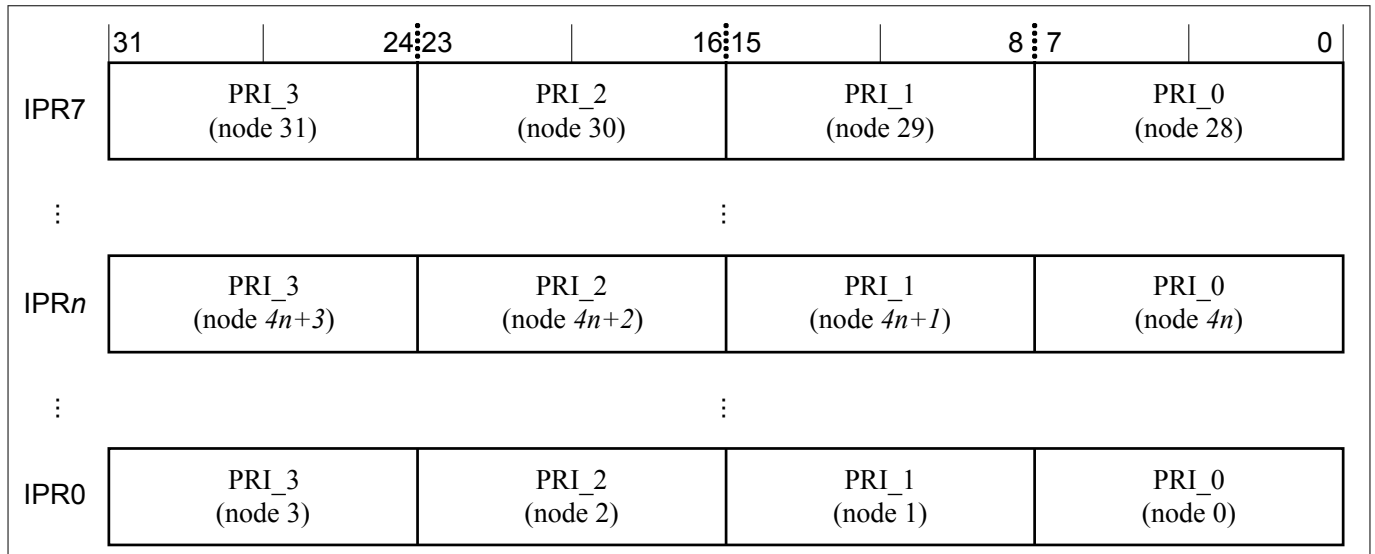 31 24 23 16 15 8 7 0
IPR7
PRI_3 PRI_2 PRI_1 PRI_0
(node 31) (node 30) (node 29) (node 28)
⋮ ⋮
IPRn
PRI_3 PRI_2 PRI_1 PRI_0
(node 4n+3) (node 4n+2) (node 4n+1) (node 4n)
⋮ ⋮
IPR0
PRI_3 PRI_2 PRI_1 PRI_0
(node 3) (node 2) (node 1) (node 0)